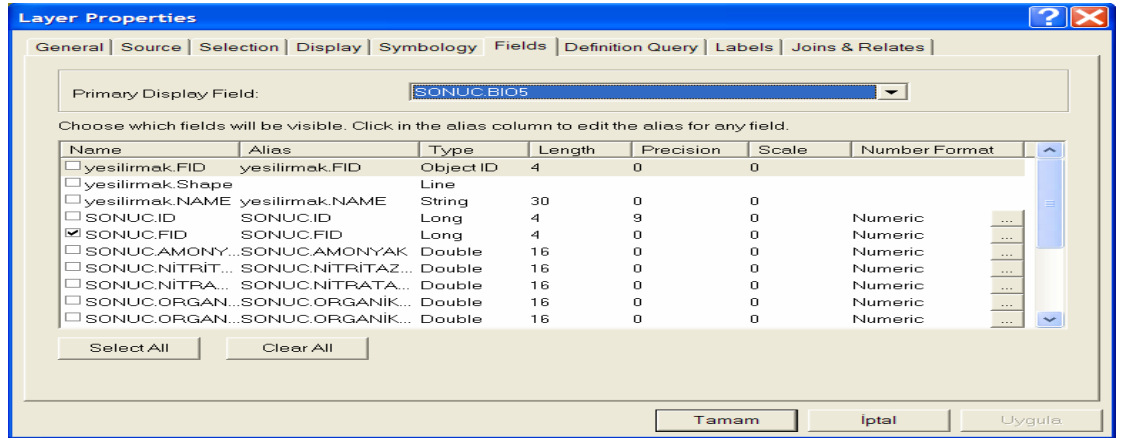 Layer Properties
General Source Selection Display Symbology Fields Definition Query Labels Joins & Relates
Primary Display Field: SONUC.BIO5
Choose which fields will be visible. Click in the alias column to edit the alias for any field.
Name Alias Type Length Precision Scale Number Format
yesilirmak.FID yesilirmak.FID Object ID 4 0 0
yesilirmak.Shape Line
yesilirmak.NAME yesilirmak.NAME String 30 0 0
SONUC.ID SONUC.ID Long 4 9 0 Numeric ...
SONUC.FID SONUC.FID Long 4 0 0 Numeric ...
SONUC.AMONY... SONUC.AMONYAK Double 16 0 0 Numeric ...
SONUC.NİTRİT... SONUC.NİTRİTAZ... Double 16 0 0 Numeric ...
SONUC.NİTRA... SONUC.NİTRATA... Double 16 0 0 Numeric ...
SONUC.ORGAN... SONUC.ORGANİK... Double 16 0 0 Numeric ...
SONUC.ORGAN... SONUC.ORGANİK... Double 16 0 0 Numeric ...
Select All Clear All
Tamam İptal Uygula